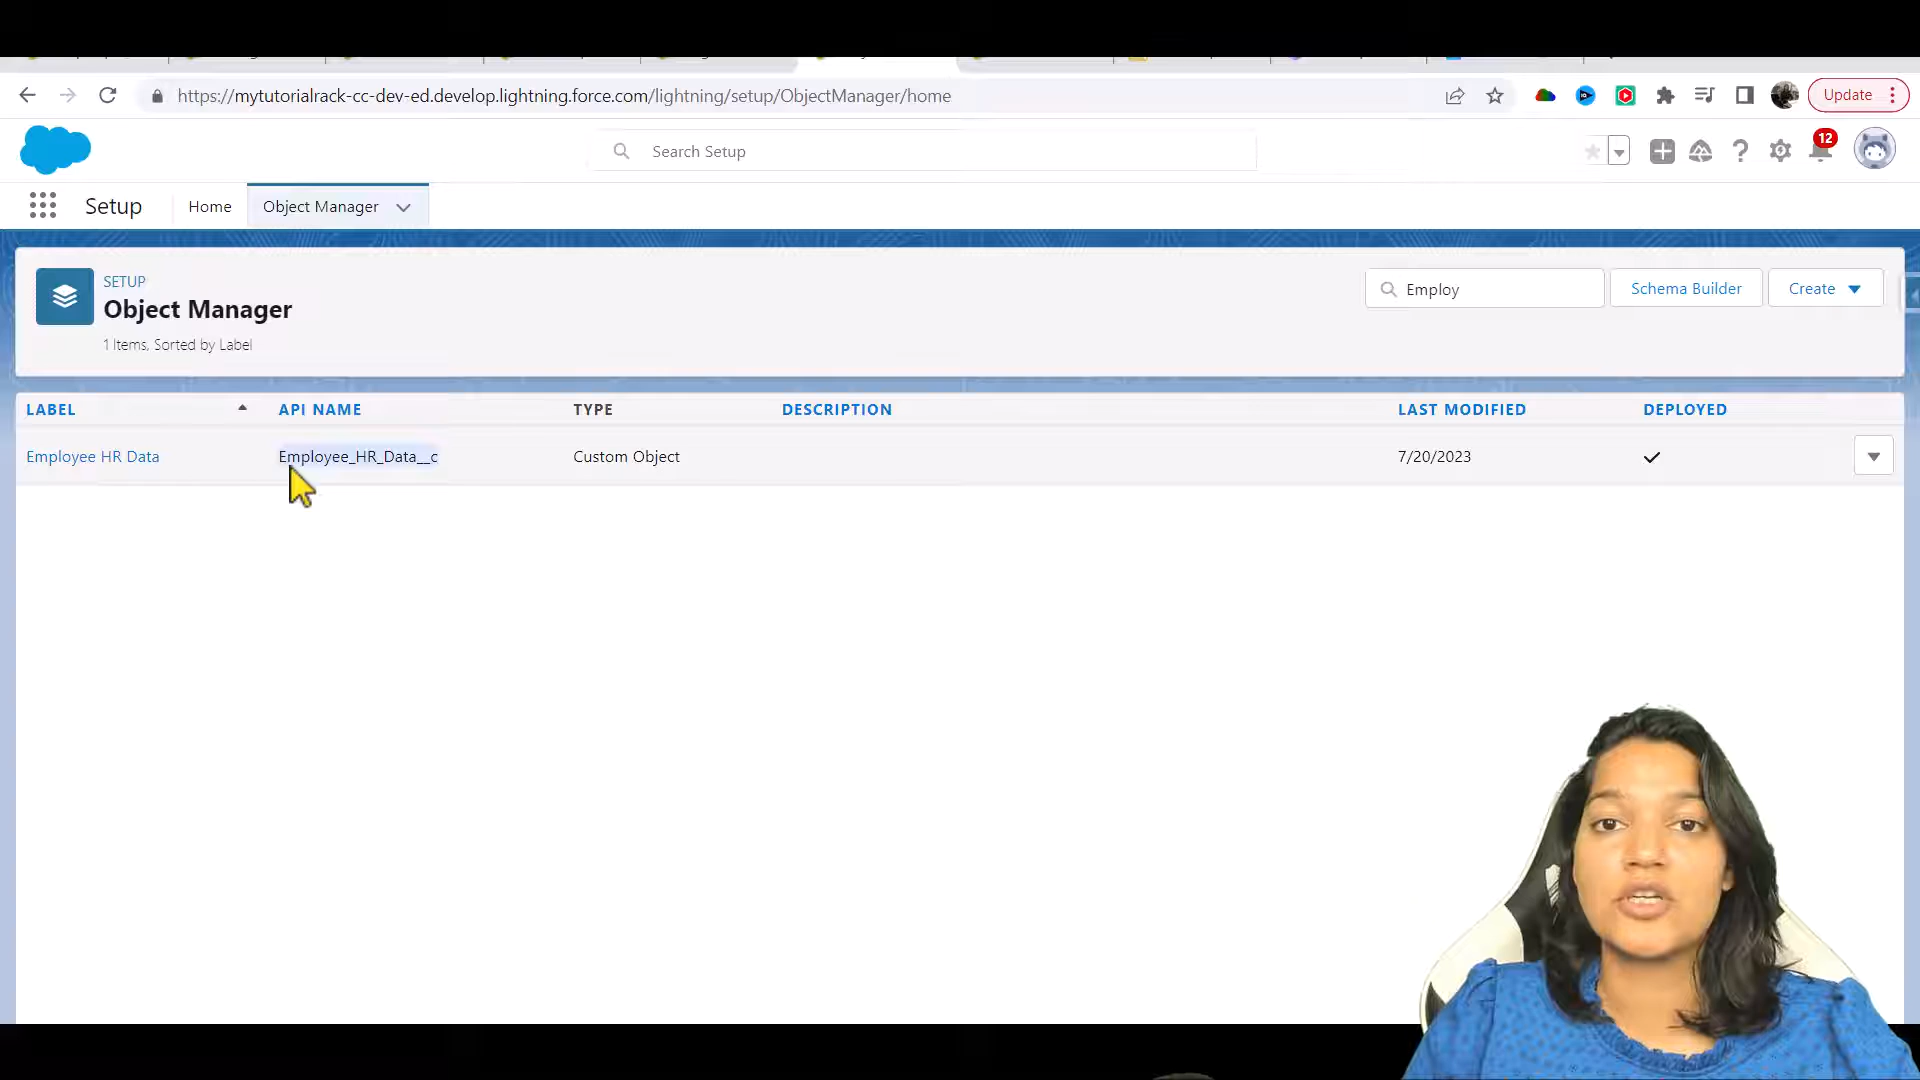 https://mytutorialrack-cc-dev-ed.develop.lightning.force.com/lightning/setup/ObjectManager/home
Update
Search Setup
12
Setup
Home
Object Manager
SETUP
Object Manager
1 Items, Sorted by Label
Employ
Schema Builder
Create
LABEL
API NAME
TYPE
DESCRIPTION
LAST MODIFIED
DEPLOYED
Employee HR Data
Employee_HR_Data__c
Custom Object
7/20/2023